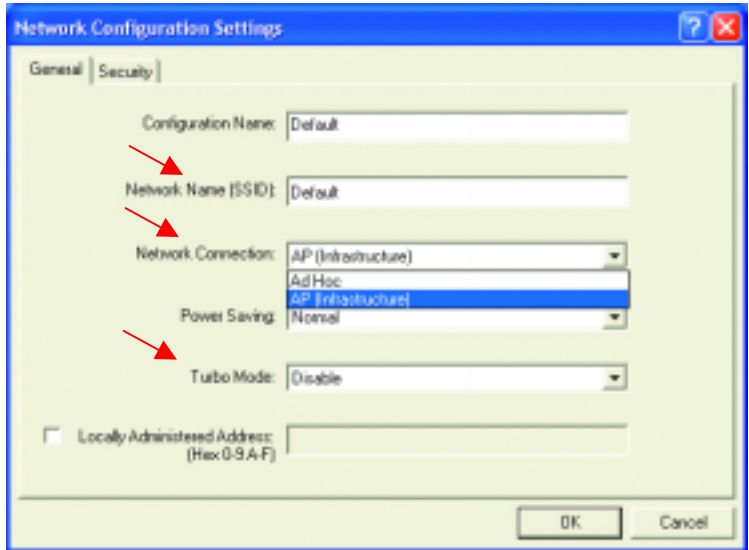 Network Configuration Settings
General Security
Configuration Name: Default
Network Name (SSID): Default
Network Connection: AP (Infrastructure)
Ad Hoc
AP (Infrastructure)
Power Saving: Normal
Turbo Mode: Disable
Locally Administered Address:
(Hex 0-9 A-F)
OK Cancel